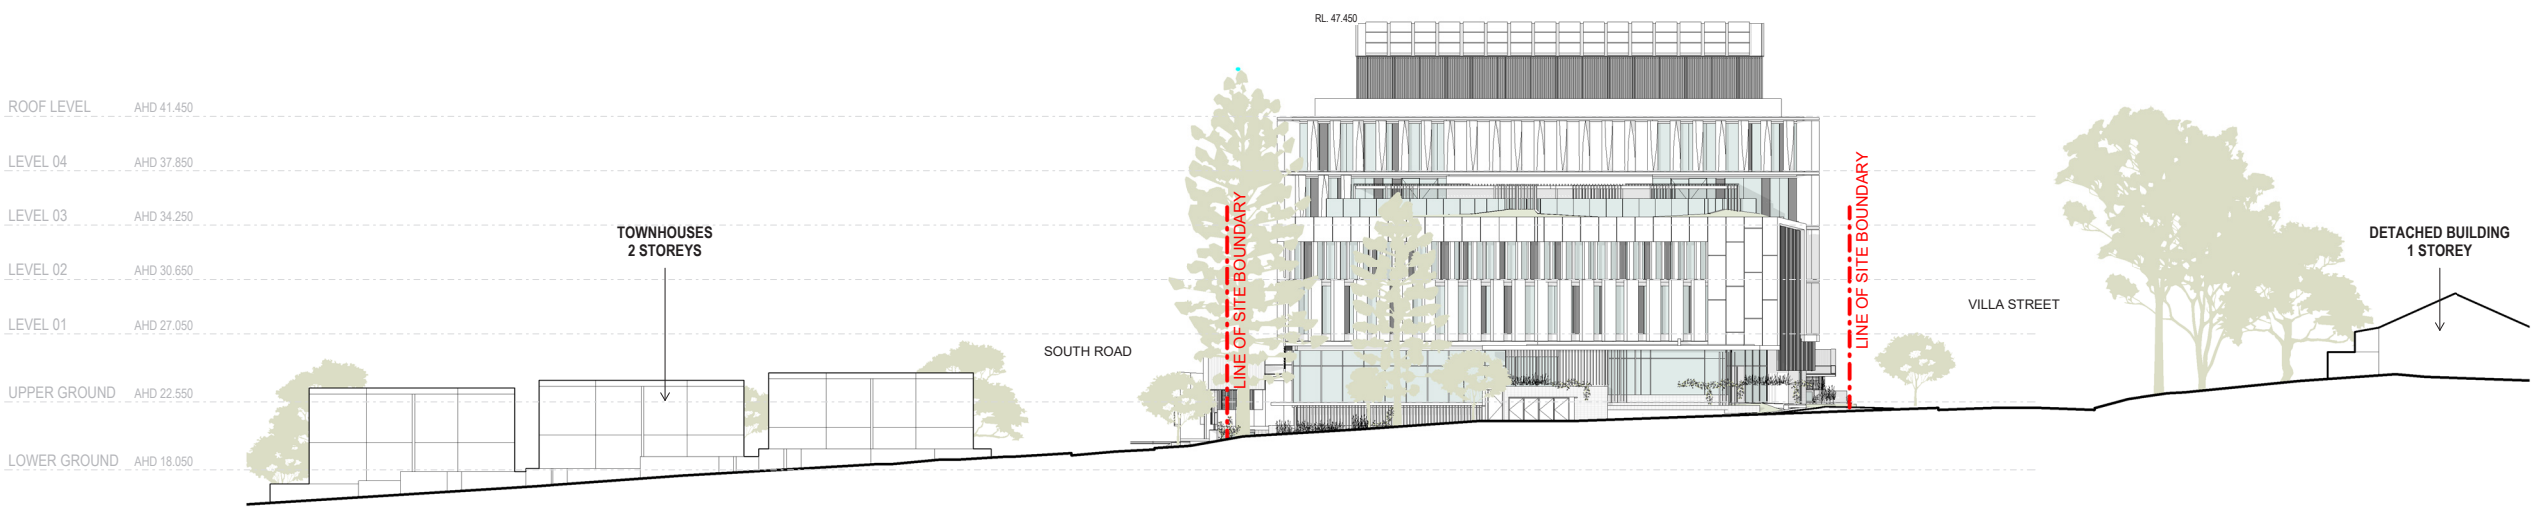 RL. 47.450
ROOF LEVEL AHD 41.450
LEVEL 04 AHD 37.850
LEVEL 03 AHD 34.250
LEVEL 02 AHD 30.650
LEVEL 01 AHD 27.050
UPPER GROUND AHD 22.550
LOWER GROUND AHD 18.050
TOWNHOUSES
2 STOREYS
SOUTH ROAD
LINE OF SITE BOUNDARY
LINE OF SITE BOUNDARY
VILLA STREET
DETACHED BUILDING
1 STOREY